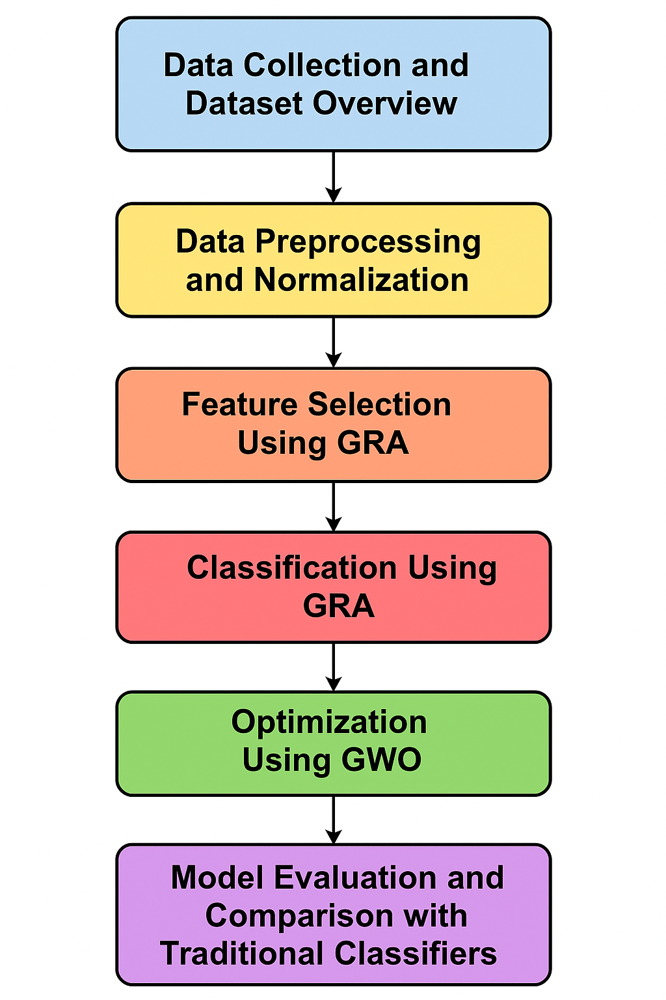 Data Collection and
Dataset Overview
Data Preprocessing
and Normalization
Feature Selection
Using GRA
Classification Using
GRA
Optimization
Using GWO
Model Evaluation and
Comparison with
Traditional Classifiers